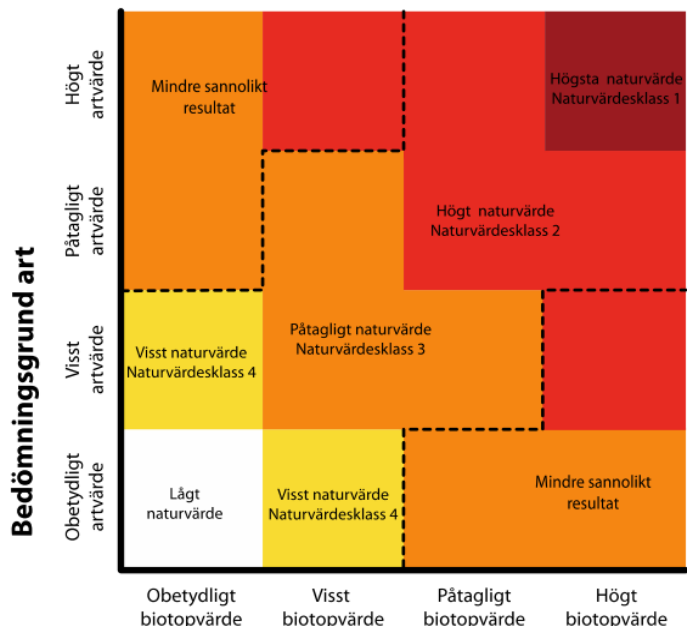 Bedömningsgrund art
Högt
artvärde
Påtagligt
artvärde
Visst
artvärde
Obetydligt
artvärde
Mindre sannolikt
resultat
Högsta naturvärde
Naturvärdesklass 1
Högt naturvärde
Naturvärdesklass 2
Påtagligt naturvärde
Naturvärdesklass 3
Visst naturvärde
Naturvärdesklass 4
Lågt
naturvärde
Visst naturvärde
Naturvärdesklass 4
Mindre sannolikt
resultat
Obetydligt
biotopvärde
Visst
biotopvärde
Påtagligt
biotopvärde
Högt
biotopvärde